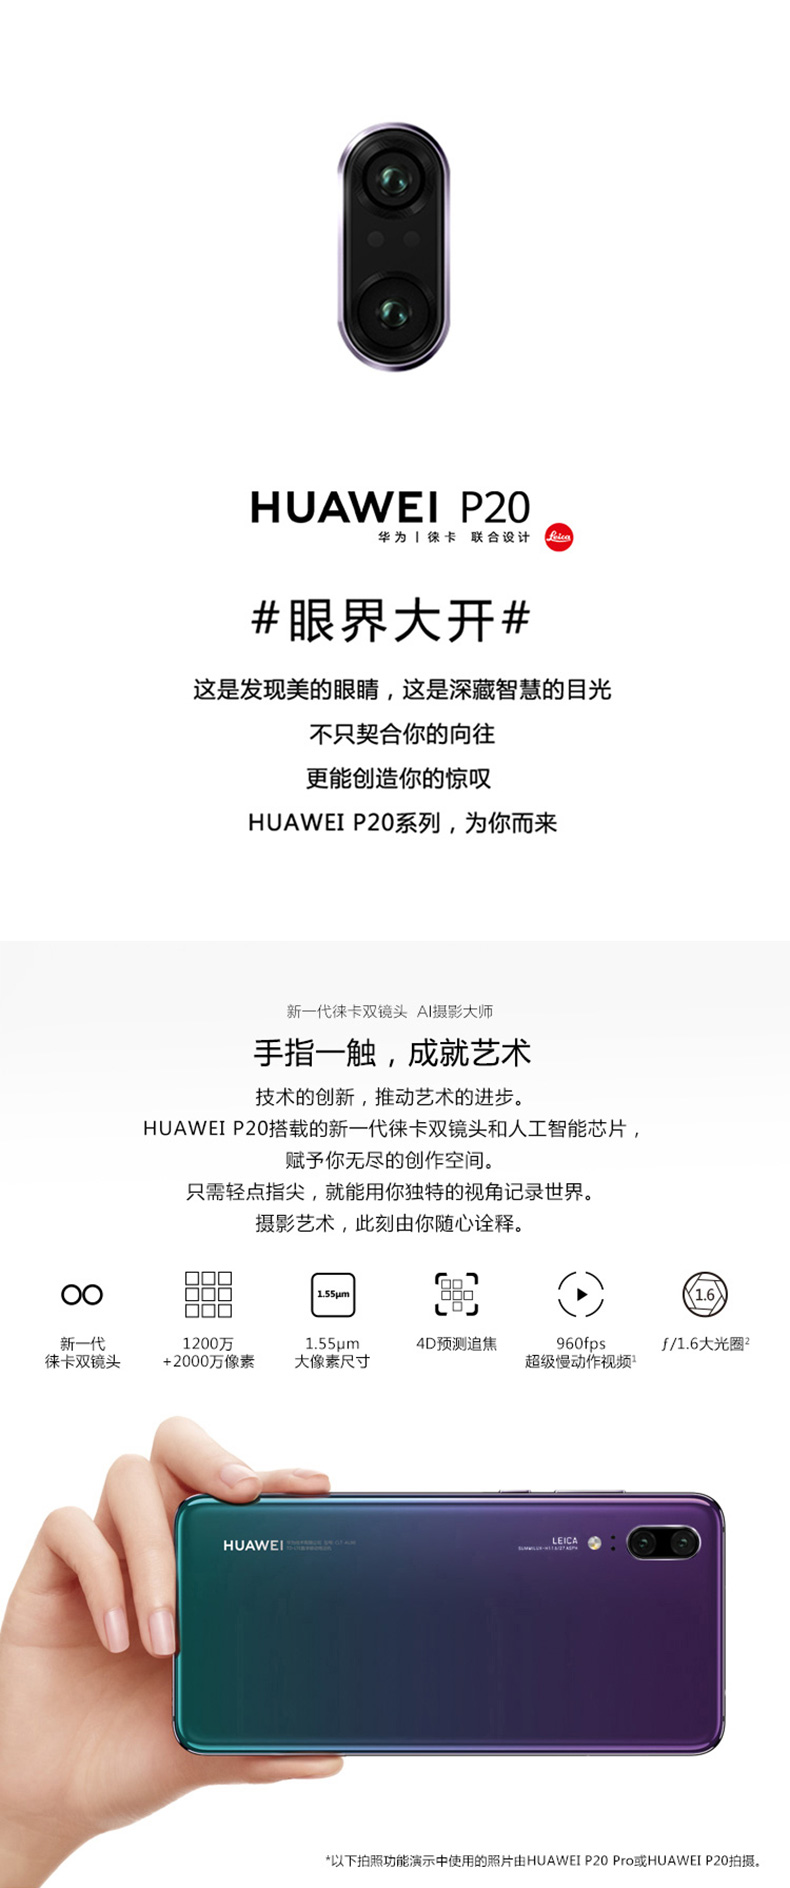 HUAWEI P20
华为 | 徕卡 联合设计 Leica
#眼界大开#
这是发现美的眼睛，这是深藏智慧的目光
不只契合你的向往
更能创造你的惊叹
HUAWEI P20系列，为你而来
新一代徕卡双镜头 AI摄影大师
手指一触，成就艺术
技术的创新，推动艺术的进步。
HUAWEI P20搭载的新一代徕卡双镜头和人工智能芯片，
赋予你无尽的创作空间。
只需轻点指尖，就能用你独特的视角记录世界。
摄影艺术，此刻由你随心诠释。
1.55μm
1.6
新一代
徕卡双镜头
1200万
+2000万像素
1.55μm
大像素尺寸
4D预测追焦
960fps
超级慢动作视频1
ƒ/1.6大光圈2
HUAWEI
LEICA
*以下拍照功能演示中使用的照片由HUAWEI P20 Pro或HUAWEI P20拍摄。